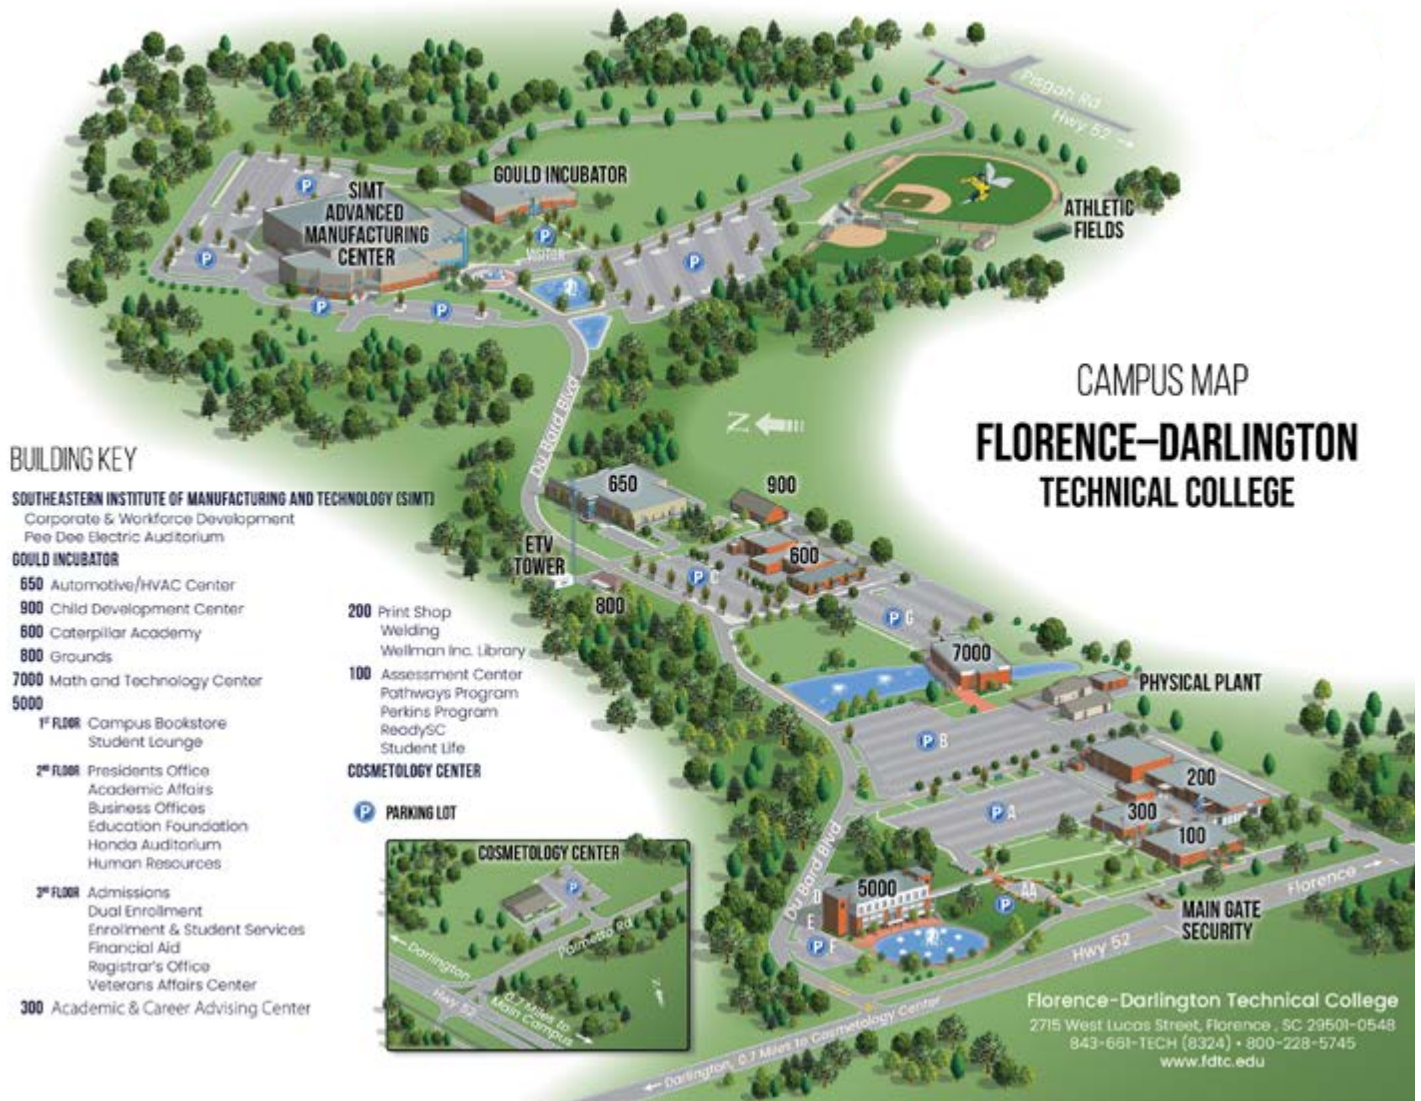 Pisgah Rd
Hwy 52
GOULD INCUBATOR
SIMT
ADVANCED
MANUFACTURING
CENTER
P
P
P
P
P
VISITOR
P
ATHLETIC
FIELDS
Du Bard Blvd
N
CAMPUS MAP
FLORENCE–DARLINGTON
TECHNICAL COLLEGE
BUILDING KEY
SOUTHEASTERN INSTITUTE OF MANUFACTURING AND TECHNOLOGY (SIMT)
Corporate & Workforce Development
Pee Dee Electric Auditorium
GOULD INCUBATOR
650 Automotive/HVAC Center
900 Child Development Center
600 Caterpillar Academy
800 Grounds
7000 Math and Technology Center
5000
1ST FLOOR Campus Bookstore
Student Lounge
2ND FLOOR Presidents Office
Academic Affairs
Business Offices
Education Foundation
Honda Auditorium
Human Resources
3RD FLOOR Admissions
Dual Enrollment
Enrollment & Student Services
Financial Aid
Registrar's Office
Veterans Affairs Center
300 Academic & Career Advising Center
200 Print Shop
Welding
Wellman Inc. Library
100 Assessment Center
Pathways Program
Perkins Program
ReadySC
Student Life
COSMETOLOGY CENTER
P PARKING LOT
650
900
ETV
TOWER
600
P C
800
P G
7000
PHYSICAL PLANT
P B
200
P A
300
100
Du Bard Blvd
5000
D
E
P F
AA
P
Florence
MAIN GATE
SECURITY
Hwy 52
Darlington, 0.7 Miles to Cosmetology Center
COSMETOLOGY CENTER
P
Palmetto Rd
Darlington
Hwy 52
0.7 Miles to
Main Campus
N
Florence-Darlington Technical College
2715 West Lucas Street, Florence , SC 29501-0548
843-661-TECH (8324) • 800-228-5745
www.fdtc.edu